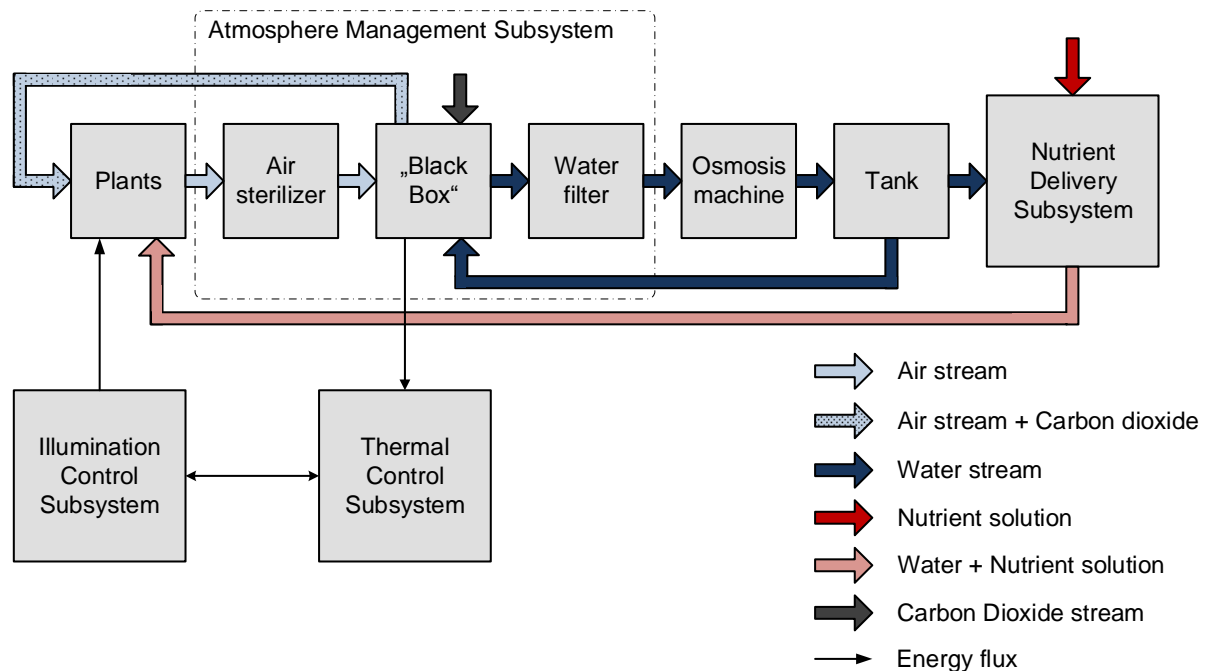 Atmosphere Management Subsystem
Plants
Air
sterilizer
„Black
Box“
Water
filter
Osmosis
machine
Tank
Nutrient
Delivery
Subsystem
Illumination
Control
Subsystem
Thermal
Control
Subsystem
Air stream
Air stream + Carbon dioxide
Water stream
Nutrient solution
Water + Nutrient solution
Carbon Dioxide stream
Energy flux